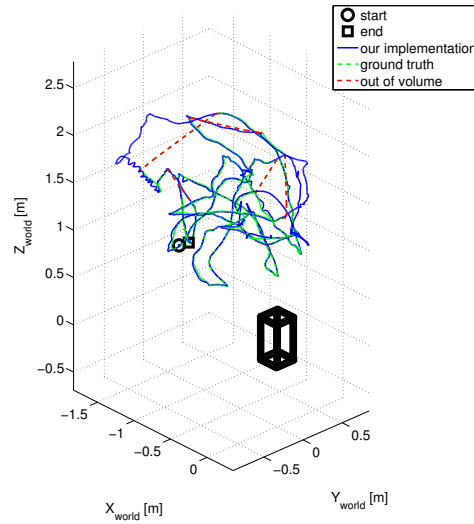 start
end
our implementation
ground truth
out of volume
2.5
2
1.5
1
0.5
0
−0.5
Z_world [m]
−1.5
−1
−0.5
0
X_world [m]
−0.5
0
0.5
Y_world [m]